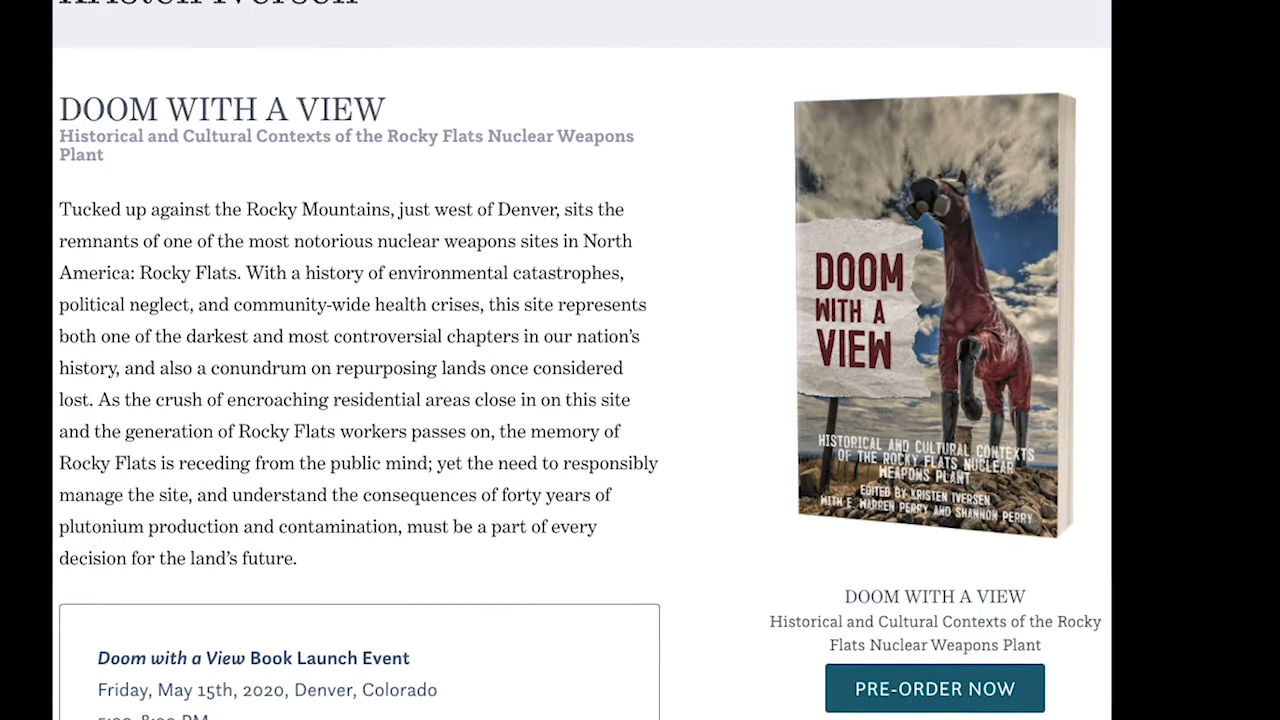 Kristen Iversen
DOOM WITH A VIEW
Historical and Cultural Contexts of the Rocky Flats Nuclear Weapons
Plant
Tucked up against the Rocky Mountains, just west of Denver, sits the
remnants of one of the most notorious nuclear weapons sites in North
America: Rocky Flats. With a history of environmental catastrophes,
political neglect, and community-wide health crises, this site represents
both one of the darkest and most controversial chapters in our nation's
history, and also a conundrum on repurposing lands once considered
lost. As the crush of encroaching residential areas close in on this site
and the generation of Rocky Flats workers passes on, the memory of
Rocky Flats is receding from the public mind; yet the need to responsibly
manage the site, and understand the consequences of forty years of
plutonium production and contamination, must be a part of every
decision for the land's future.
Doom with a View Book Launch Event
Friday, May 15th, 2020, Denver, Colorado
5:00-8:00 PM
DOOM
WITH A
VIEW
HISTORICAL AND CULTURAL CONTEXTS
OF THE ROCKY FLATS NUCLEAR
WEAPONS PLANT
EDITED BY KRISTEN IVERSEN
WITH E. WARREN PERRY AND SHANNON PERRY
DOOM WITH A VIEW
Historical and Cultural Contexts of the Rocky
Flats Nuclear Weapons Plant
PRE-ORDER NOW